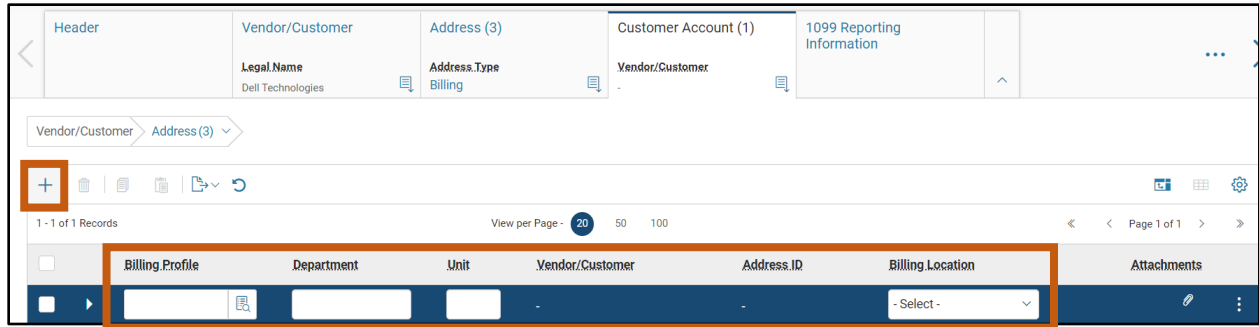 Header
Vendor/Customer
Address (3)
Customer Account (1)
1099 Reporting
Information
Legal Name
Dell Technologies
Address Type
Billing
Vendor/Customer
-
Vendor/Customer
Address (3)
1 - 1 of 1 Records
View per Page - 20 50 100
Page 1 of 1
Billing Profile Department Unit Vendor/Customer Address ID Billing Location Attachments
- - - Select -